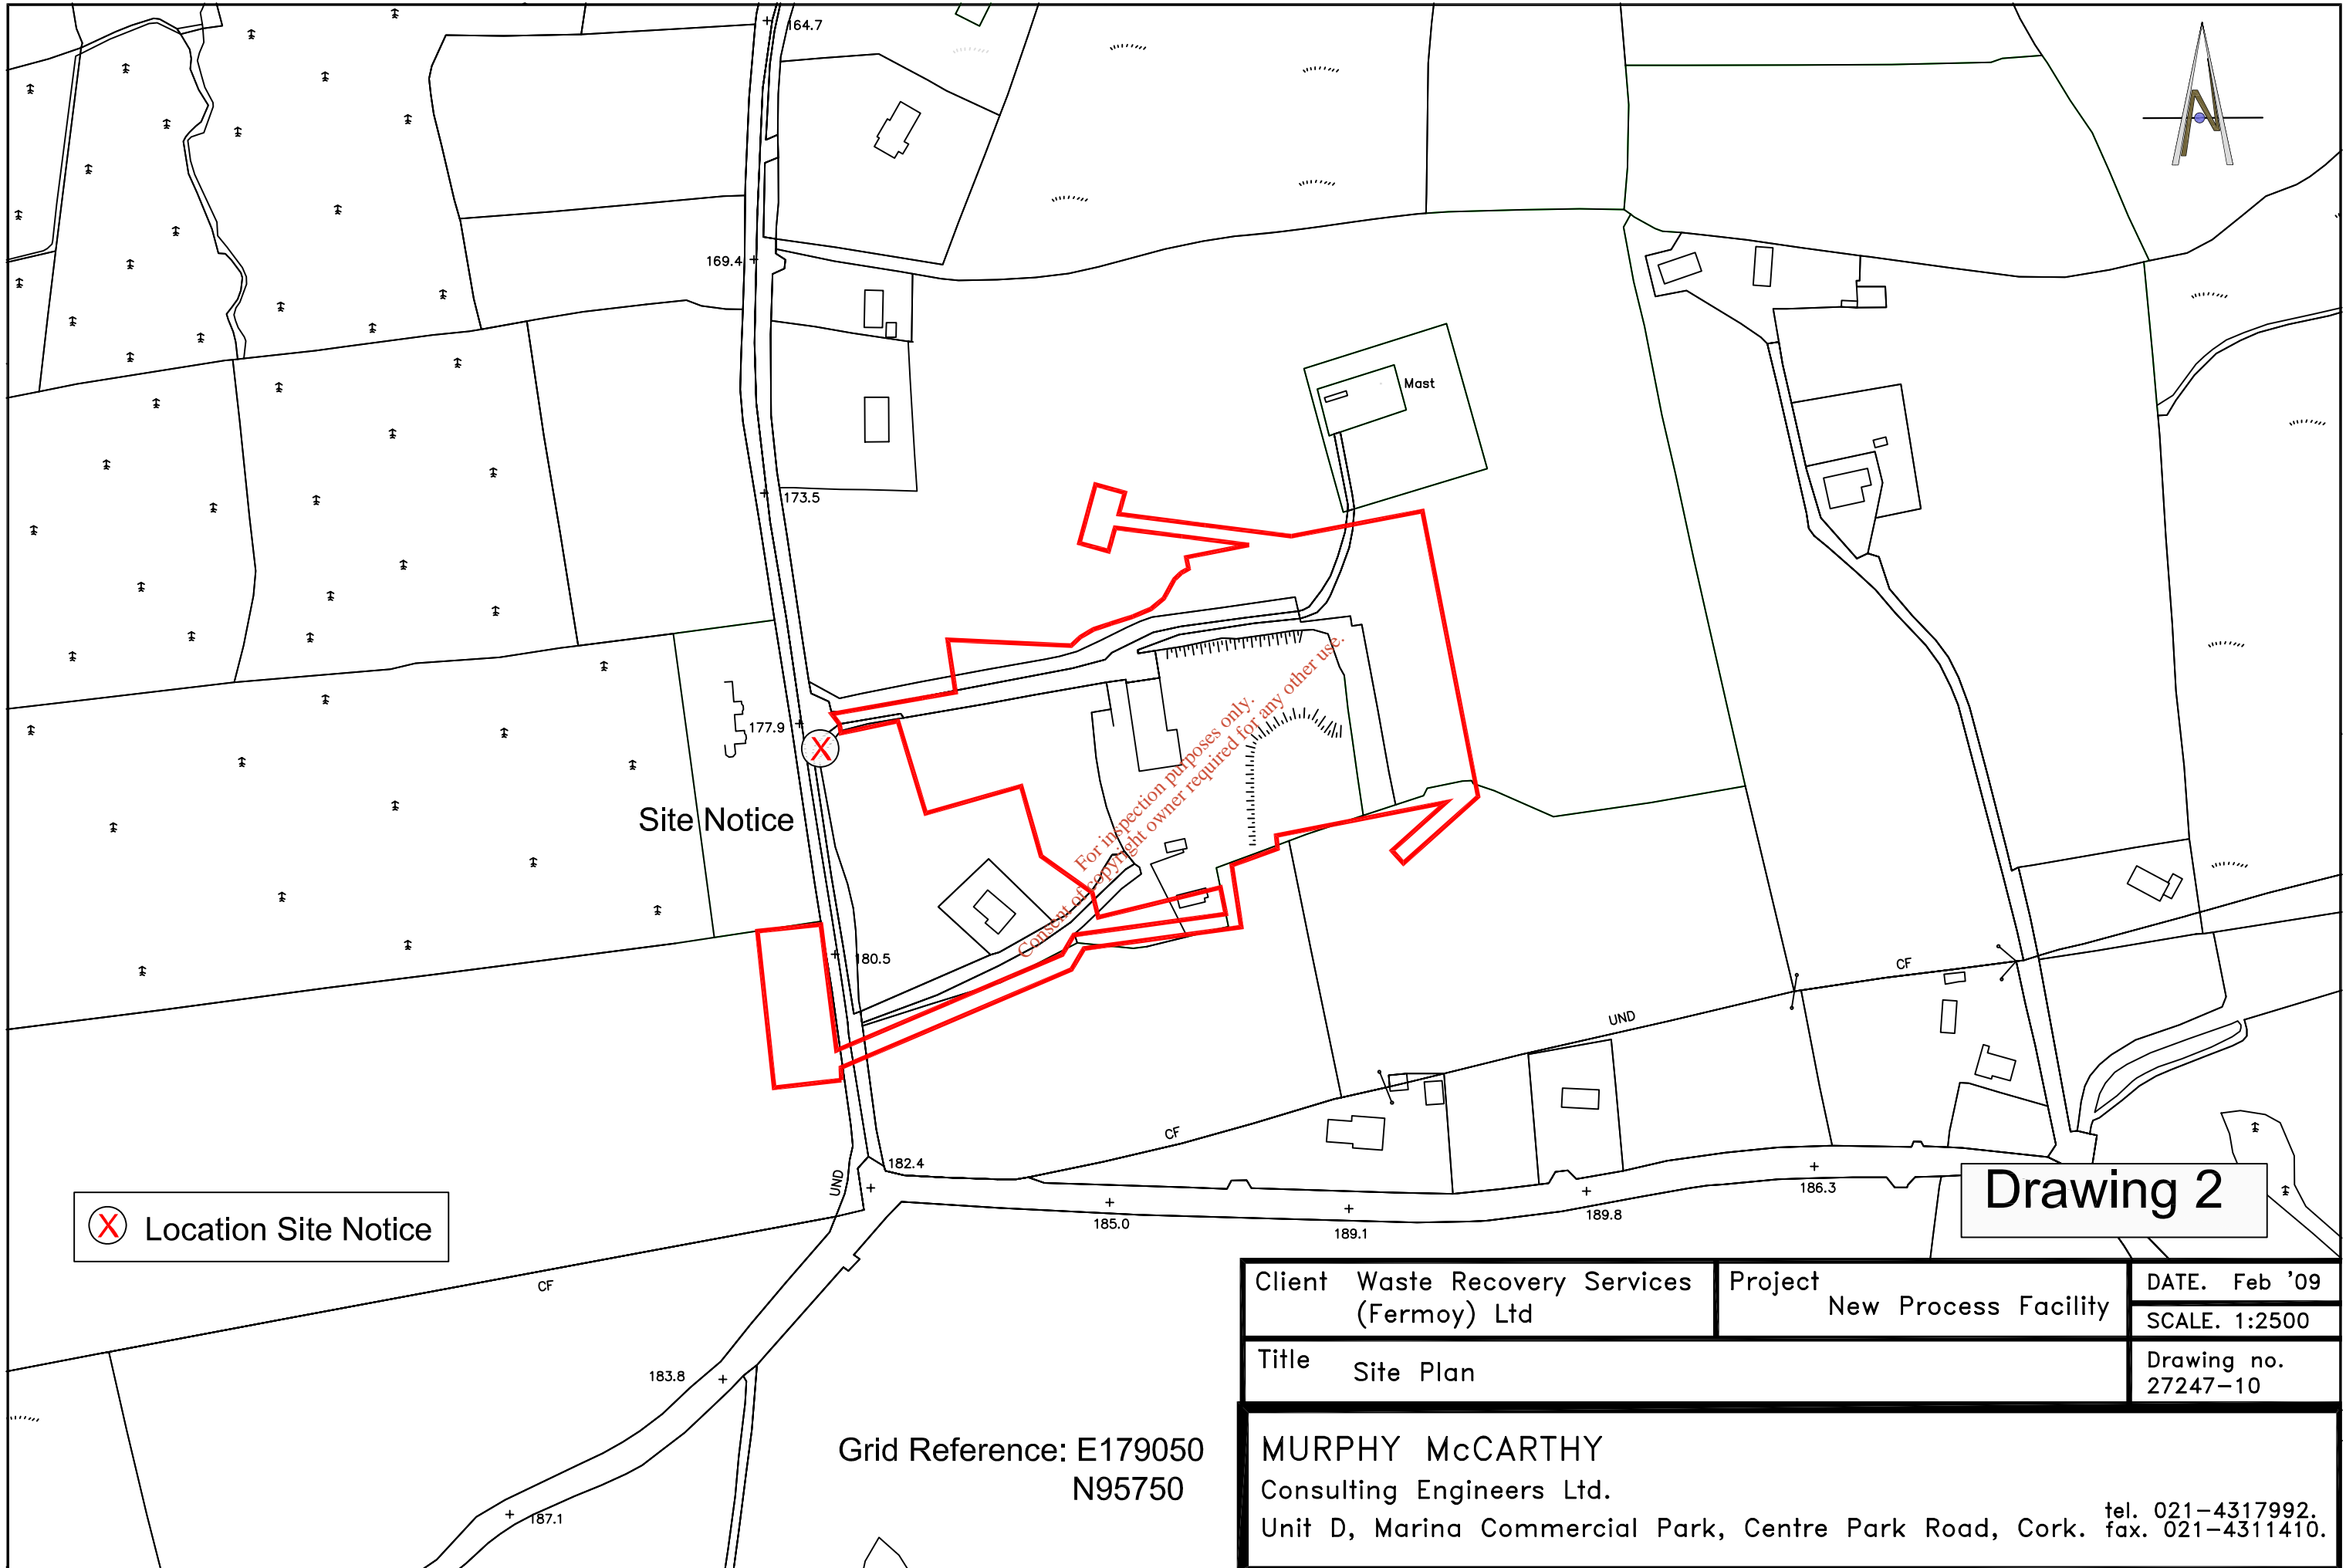 164.7
169.4
Mast
173.5
For inspection purposes only.
Consent of copyright owner required for any other use.
177.9
X
Site Notice
180.5
CF
UND
CF
182.4
UND
186.3
185.0
189.1
189.8
Drawing 2
X Location Site Notice
CF
183.8
187.1
Grid Reference: E179050
N95750
Client Waste Recovery Services
(Fermoy) Ltd
Project
New Process Facility
DATE. Feb '09
SCALE. 1:2500
Title Site Plan
Drawing no.
27247-10
MURPHY McCARTHY
Consulting Engineers Ltd.
Unit D, Marina Commercial Park, Centre Park Road, Cork.
tel. 021-4317992.
fax. 021-4311410.
N